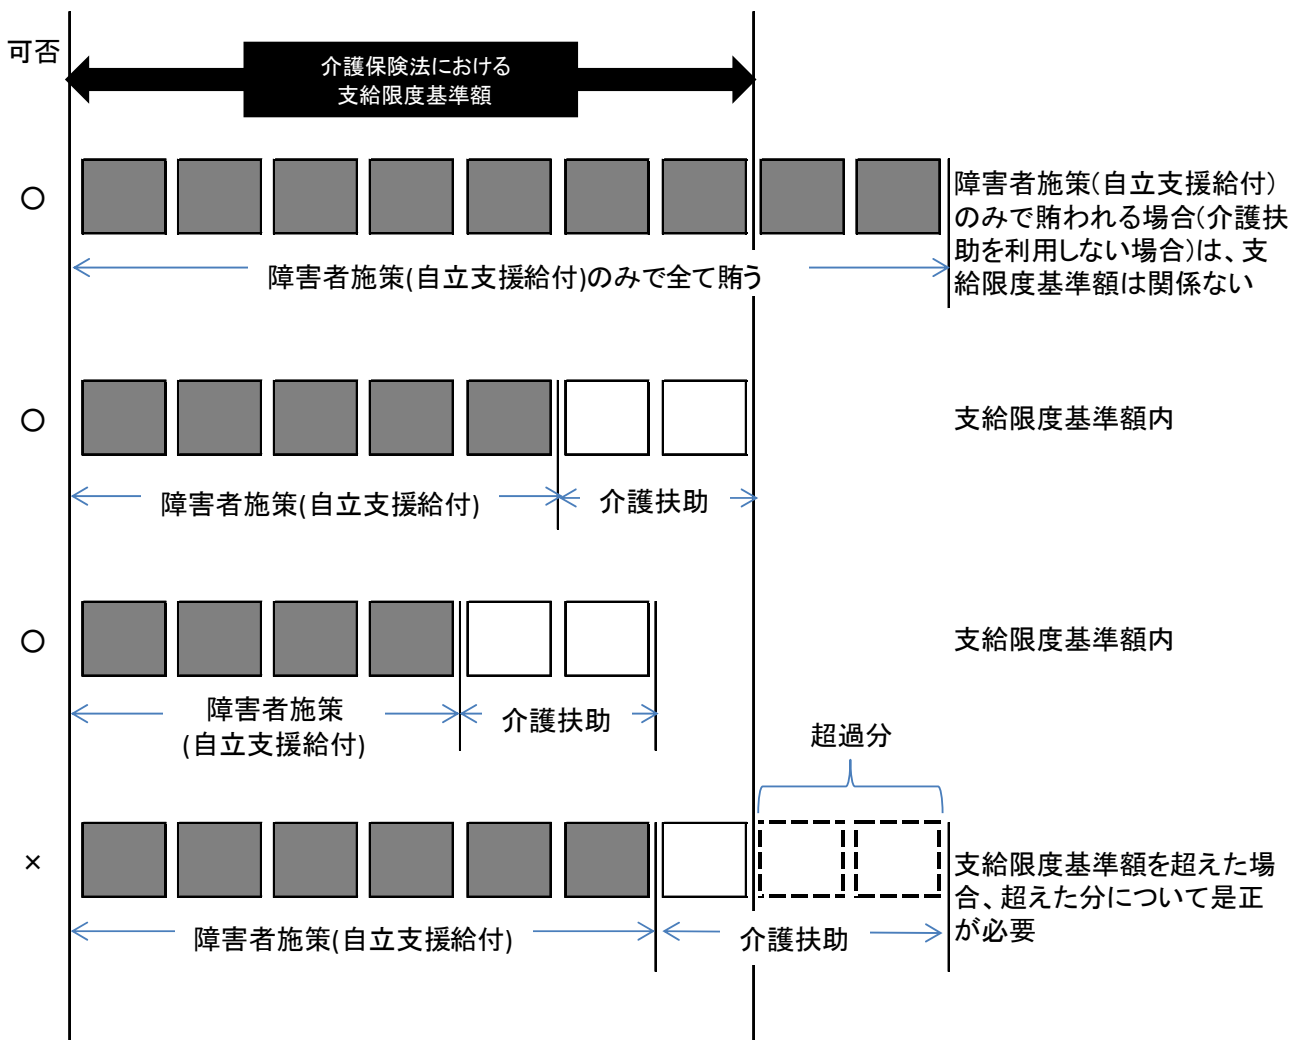 可否
介護保険法における
支給限度基準額
○
障害者施策(自立支援給付)
のみで賄われる場合(介護扶
助を利用しない場合)は、支
給限度基準額は関係ない
障害者施策(自立支援給付)のみで全て賄う
○
支給限度基準額内
障害者施策(自立支援給付)
介護扶助
○
支給限度基準額内
障害者施策
(自立支援給付)
介護扶助
超過分
×
支給限度基準額を超えた場
合、超えた分について是正
が必要
障害者施策(自立支援給付)
介護扶助